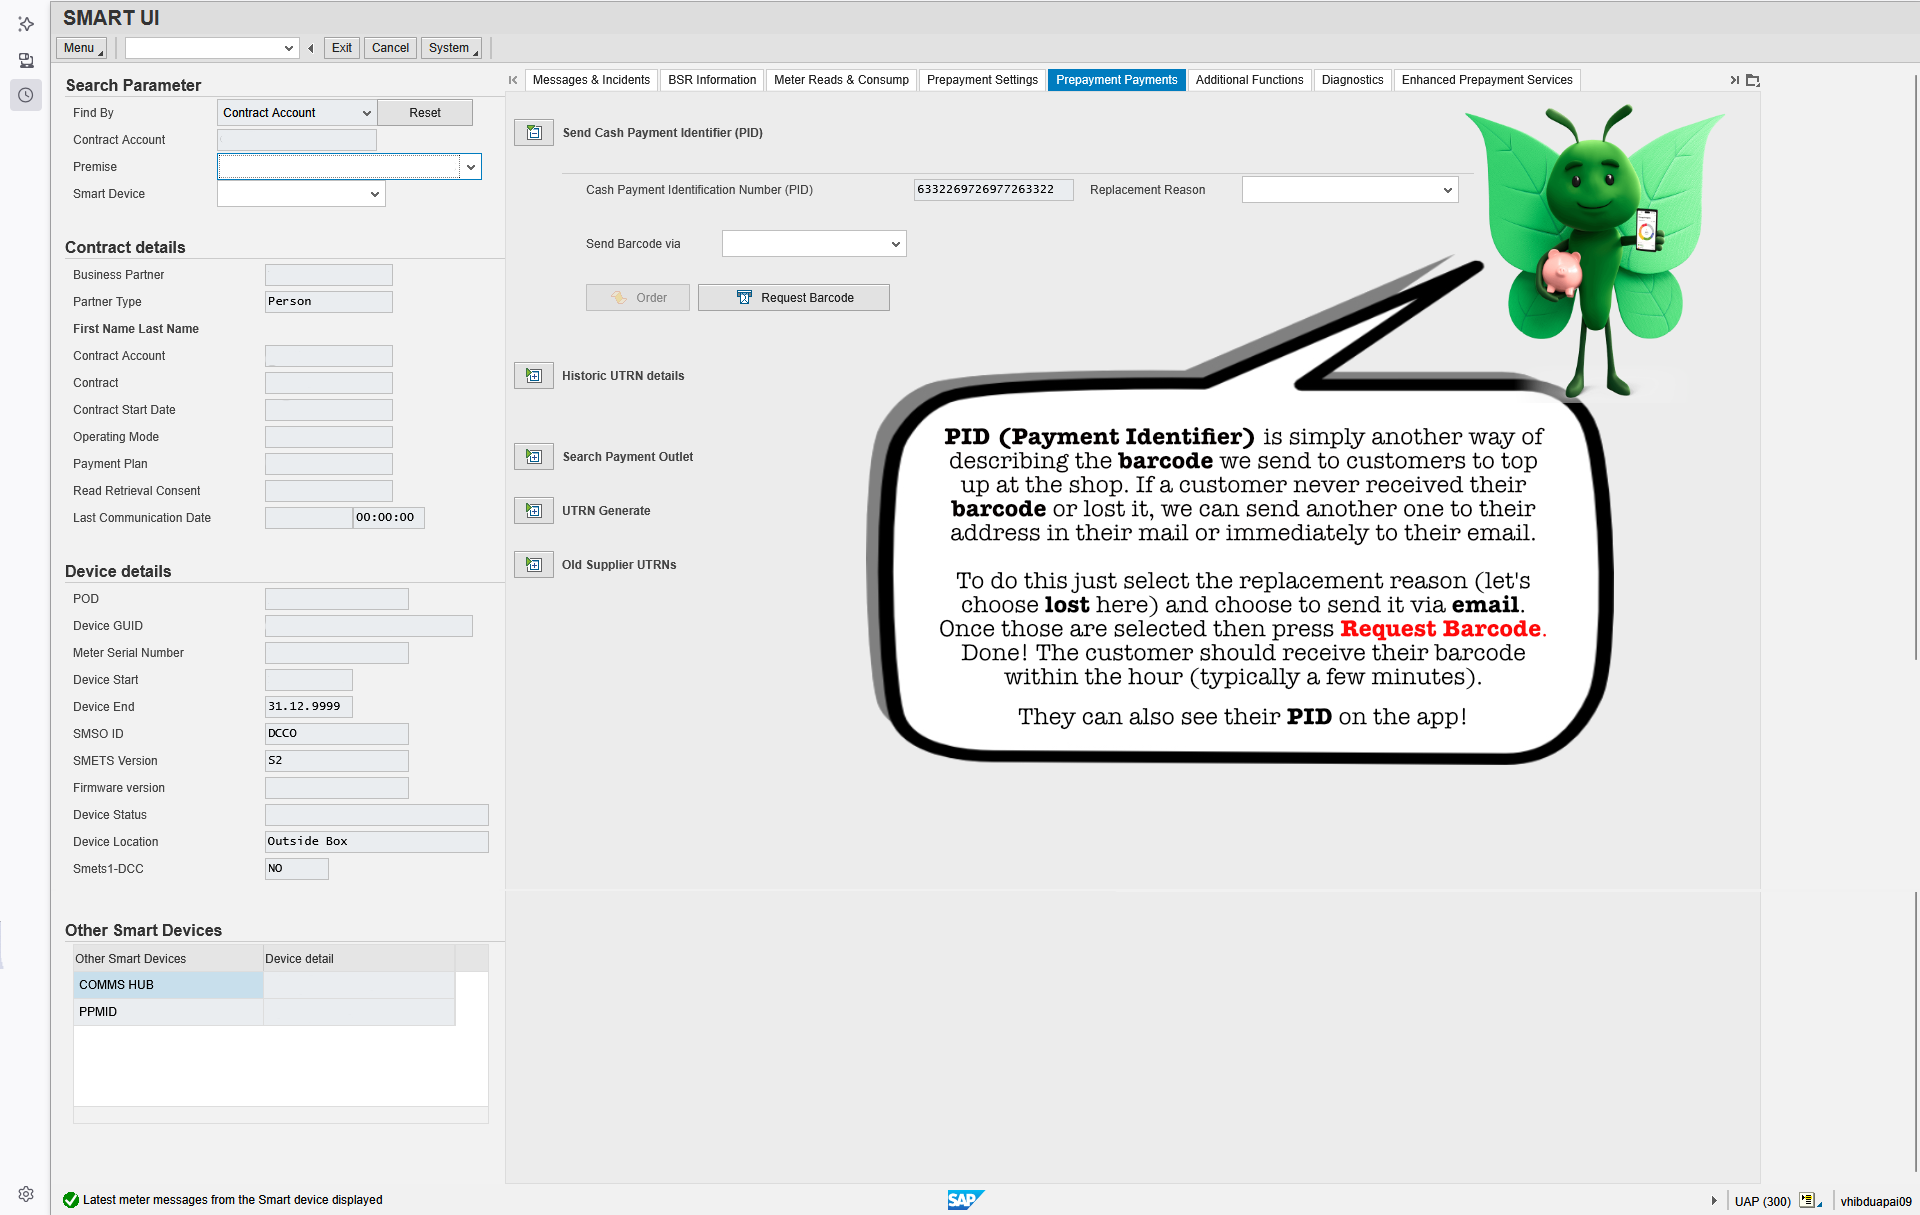 SMART UI
Menu
Exit
Cancel
System
Search Parameter
Find By
Contract Account
Reset
Contract Account
Premise
Smart Device
Contract details
Business Partner
Partner Type
Person
First Name Last Name
Contract Account
Contract
Contract Start Date
Operating Mode
Payment Plan
Read Retrieval Consent
Last Communication Date
00:00:00
Device details
POD
Device GUID
Meter Serial Number
Device Start
Device End
31.12.9999
SMSO ID
DCCO
SMETS Version
S2
Firmware version
Device Status
Device Location
Outside Box
Smets1-DCC
NO
Other Smart Devices
Other Smart Devices
Device detail
COMMS HUB
PPMID
Messages & Incidents
BSR Information
Meter Reads & Consump
Prepayment Settings
Prepayment Payments
Additional Functions
Diagnostics
Enhanced Prepayment Services
Send Cash Payment Identifier (PID)
Cash Payment Identification Number (PID)
6332269726977263322
Replacement Reason
Send Barcode via
Order
Request Barcode
Historic UTRN details
Search Payment Outlet
UTRN Generate
Old Supplier UTRNs
PID (Payment Identifier) is simply another way of
describing the barcode we send to customers to top
up at the shop. If a customer never received their
barcode or lost it, we can send another one to their
address in their mail or immediately to their email.
To do this just select the replacement reason (let's
choose lost here) and choose to send it via email.
Once those are selected then press Request Barcode.
Done! The customer should receive their barcode
within the hour (typically a few minutes).
They can also see their PID on the app!
Latest meter messages from the Smart device displayed
SAP
UAP (300)
vhibduapai09